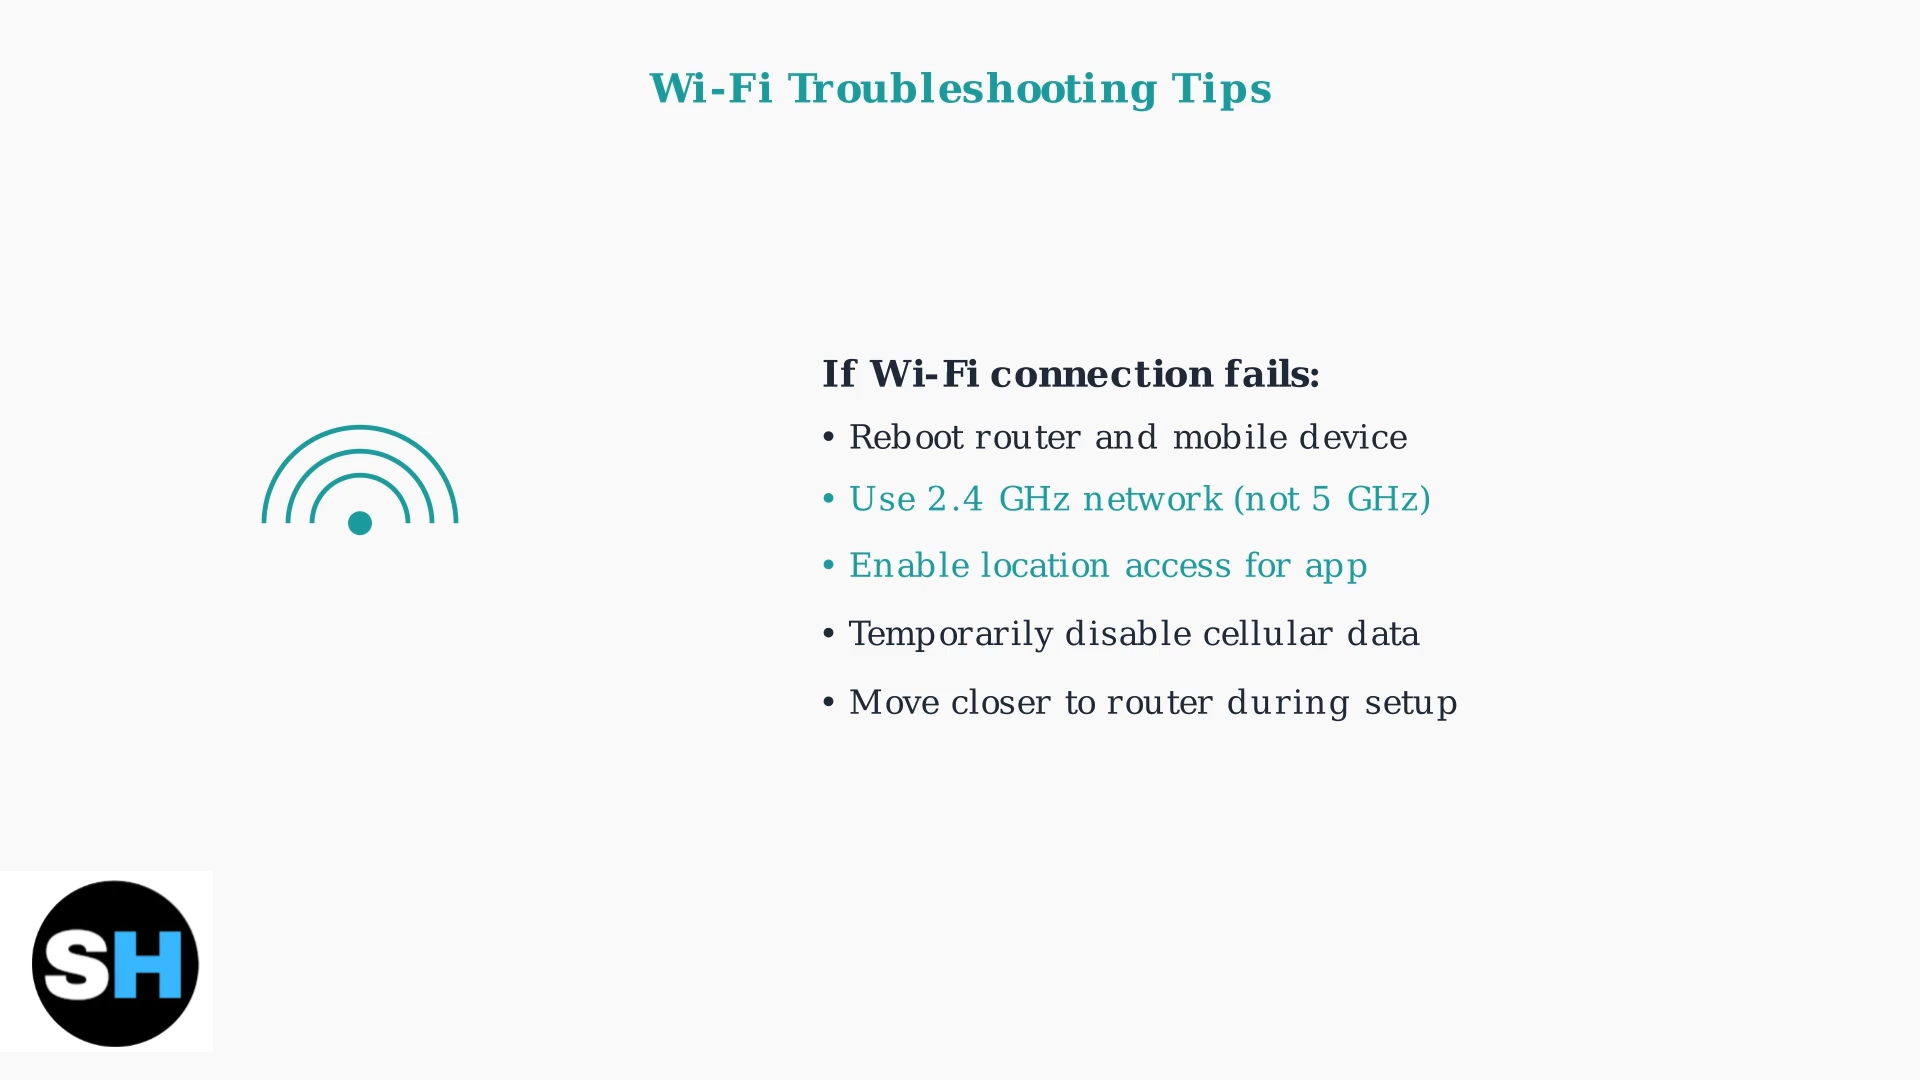 Wi-Fi Troubleshooting Tips
If Wi-Fi connection fails:
• Reboot router and mobile device
• Use 2.4 GHz network (not 5 GHz)
• Enable location access for app
• Temporarily disable cellular data
• Move closer to router during setup
SH